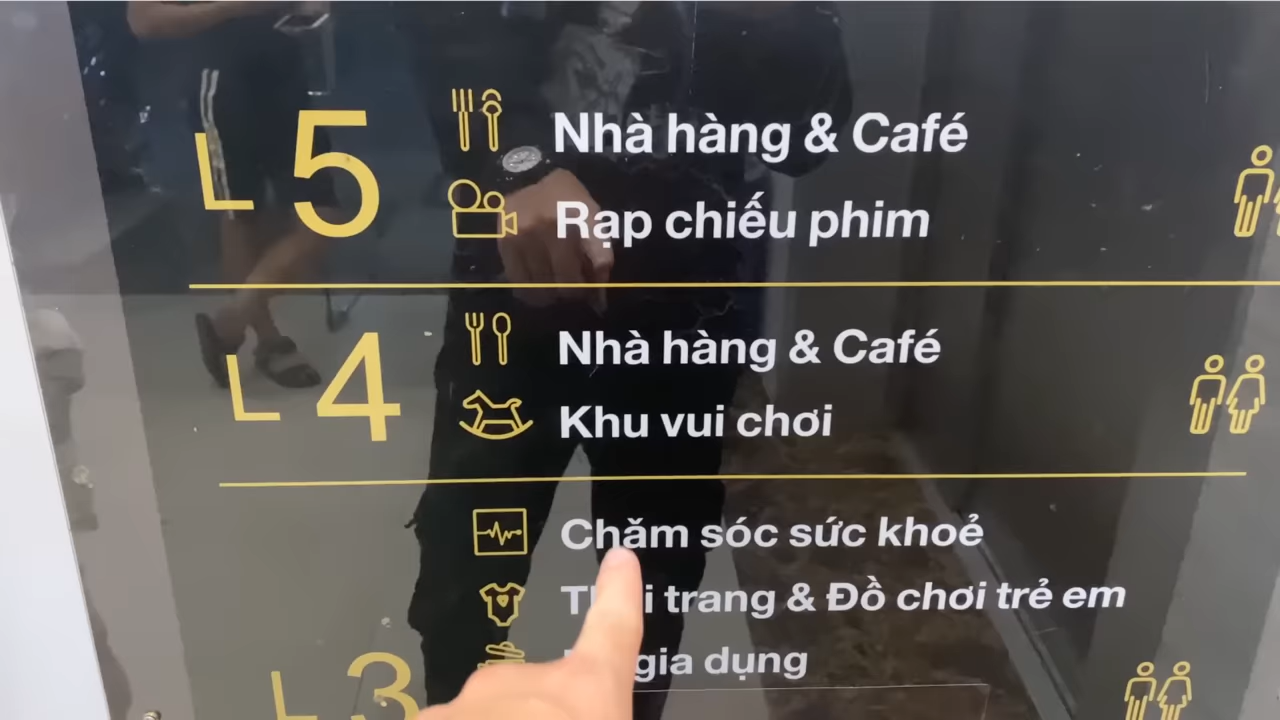 L5
Nhà hàng & Café
Rạp chiếu phim
L4
Nhà hàng & Café
Khu vui chơi
L3
Chăm sóc sức khoẻ
trang & Đồ chơi trẻ em
gia dụng